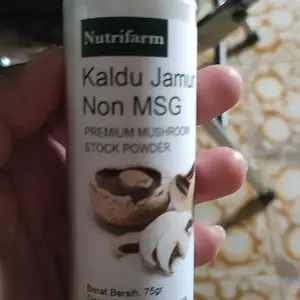 Nutrifarm
Kaldu Jamur
Non MSG
PREMIUM MUSHROOM
STOCK POWDER
Berat Bersih: 75gr